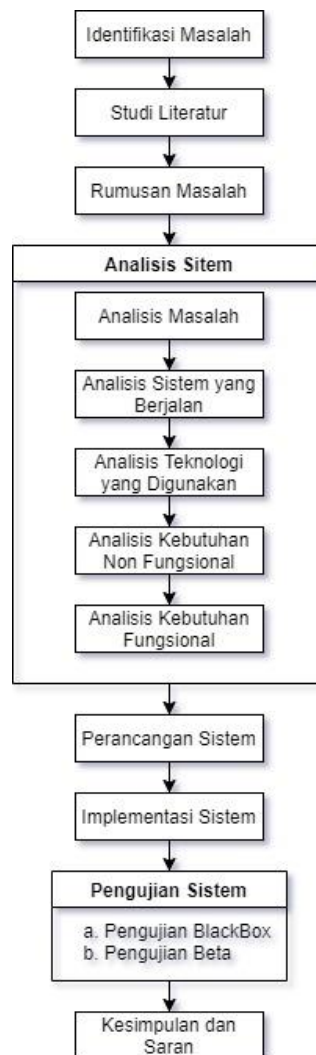 Identifikasi Masalah
Studi Literatur
Rumusan Masalah
Analisis Sitem
Analisis Masalah
Analisis Sistem yang
Berjalan
Analisis Teknologi
yang Digunakan
Analisis Kebutuhan
Non Fungsional
Analisis Kebutuhan
Fungsional
Perancangan Sistem
Implementasi Sistem
Pengujian Sistem
a. Pengujian BlackBox
b. Pengujian Beta
Kesimpulan dan
Saran